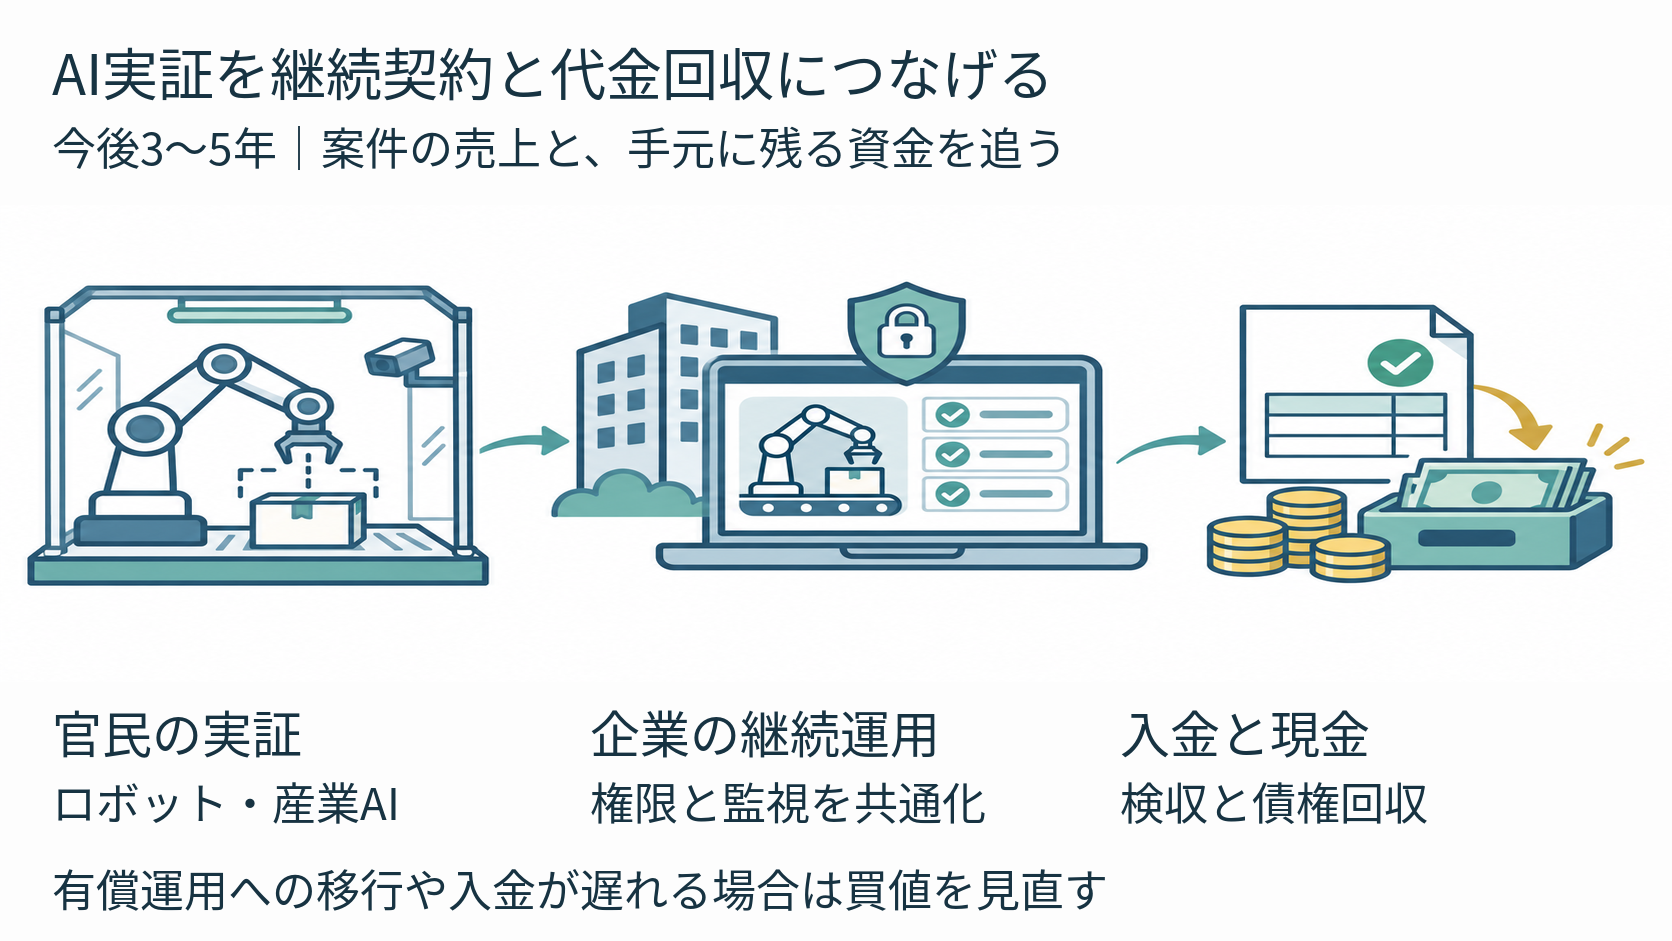 AI実証を継続契約と代金回収につなげる
今後3〜5年｜案件の売上と、手元に残る資金を追う
官民の実証
ロボット・産業AI
企業の継続運用
権限と監視を共通化
入金と現金
検収と債権回収
有償運用への移行や入金が遅れる場合は買値を見直す